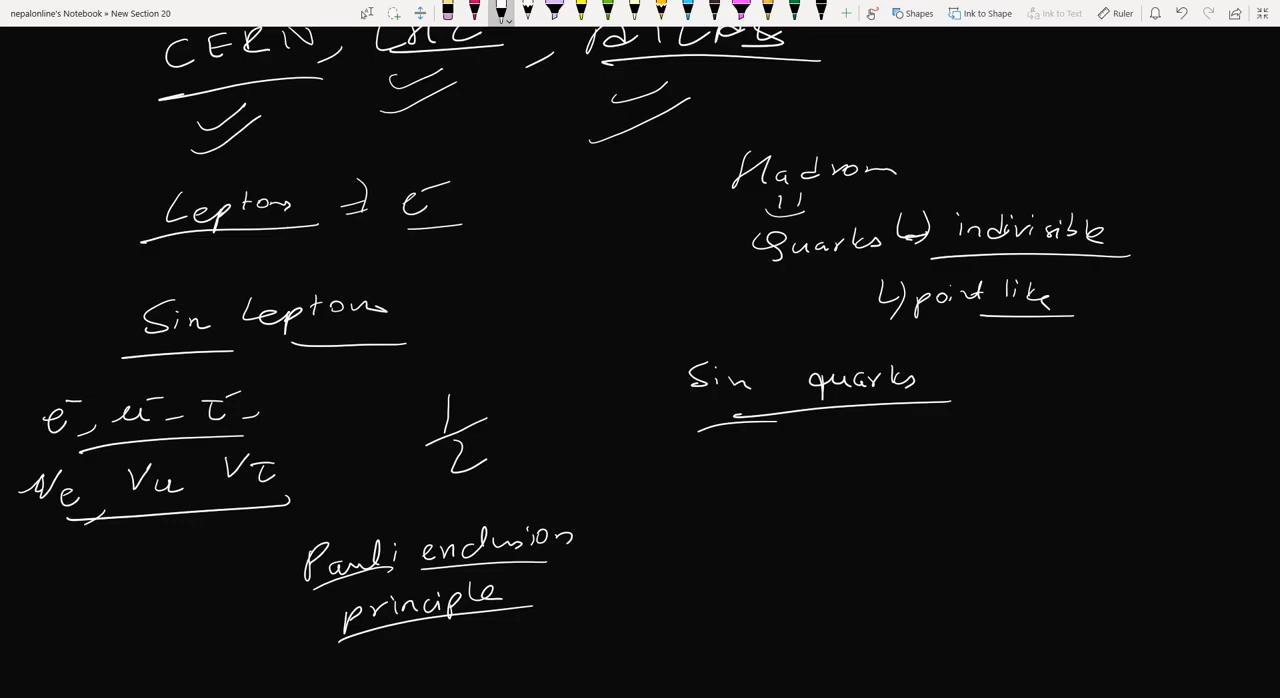 nepalonline's Notebook » New Section 20
Shapes Ink to Shape Ink to Text Ruler
CERN, LHC, ATLAS
Leptons ⇒ e⁻
Six Leptons
e⁻, μ⁻ τ⁻
νe, νμ ντ
1/2
Pauli exclusion
principle
Hadron
Quarks ↳ indivisible
↳ point like
Six quarks